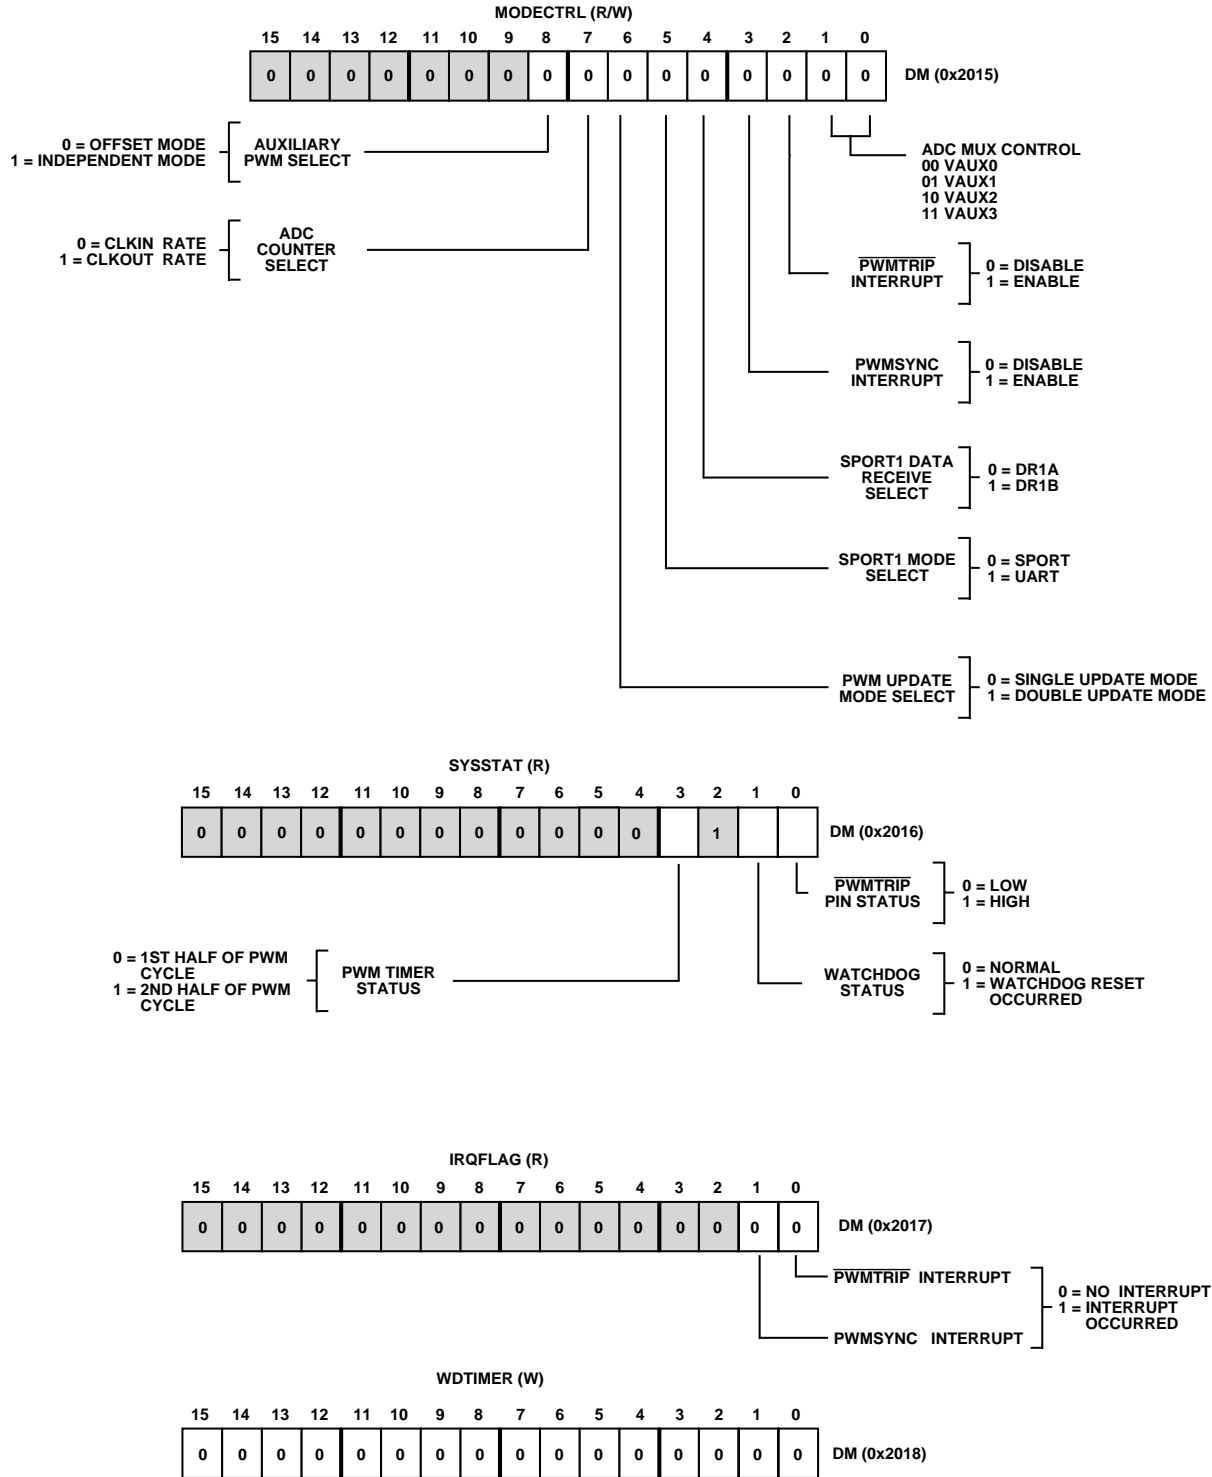 MODECTRL (R/W)
15 14 13 12 11 10 9 8 7 6 5 4 3 2 1 0
0 0 0 0 0 0 0 0 0 0 0 0 0 0 0 0 DM (0x2015)
0 = OFFSET MODE
1 = INDEPENDENT MODE
AUXILIARY
PWM SELECT
ADC MUX CONTROL
00 VAUX0
01 VAUX1
10 VAUX2
11 VAUX3
0 = CLKIN RATE
1 = CLKOUT RATE
ADC
COUNTER
SELECT
PWMTRIP
INTERRUPT
0 = DISABLE
1 = ENABLE
PWMSYNC
INTERRUPT
0 = DISABLE
1 = ENABLE
SPORT1 DATA
RECEIVE
SELECT
0 = DR1A
1 = DR1B
SPORT1 MODE
SELECT
0 = SPORT
1 = UART
PWM UPDATE
MODE SELECT
0 = SINGLE UPDATE MODE
1 = DOUBLE UPDATE MODE
SYSSTAT (R)
15 14 13 12 11 10 9 8 7 6 5 4 3 2 1 0
0 0 0 0 0 0 0 0 0 0 0 0 1 DM (0x2016)
PWMTRIP
PIN STATUS
0 = LOW
1 = HIGH
0 = 1ST HALF OF PWM
CYCLE
1 = 2ND HALF OF PWM
CYCLE
PWM TIMER
STATUS
WATCHDOG
STATUS
0 = NORMAL
1 = WATCHDOG RESET
OCCURRED
IRQFLAG (R)
15 14 13 12 11 10 9 8 7 6 5 4 3 2 1 0
0 0 0 0 0 0 0 0 0 0 0 0 0 0 0 0 DM (0x2017)
PWMTRIP INTERRUPT
PWMSYNC INTERRUPT
0 = NO INTERRUPT
1 = INTERRUPT
OCCURRED
WDTIMER (W)
15 14 13 12 11 10 9 8 7 6 5 4 3 2 1 0
0 0 0 0 0 0 0 0 0 0 0 0 0 0 0 0 DM (0x2018)